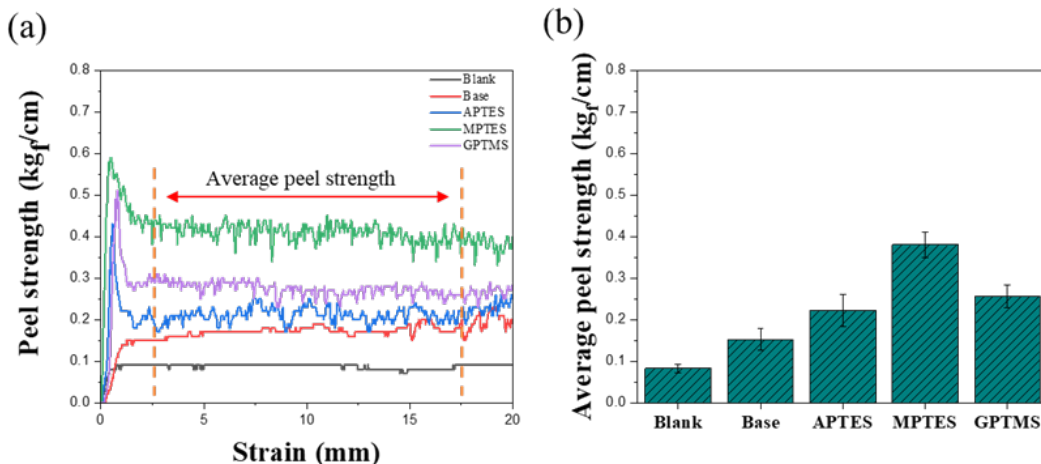 (a)
Peel strength (kgf/cm)
0.8
0.7
0.6
0.5
0.4
0.3
0.2
0.1
0.0
0
5
10
15
20
Strain (mm)
Blank
Base
APTES
MPTES
GPTMS
Average peel strength
(b)
Average peel strength (kgf/cm)
0.8
0.7
0.6
0.5
0.4
0.3
0.2
0.1
0.0
Blank
Base
APTES
MPTES
GPTMS